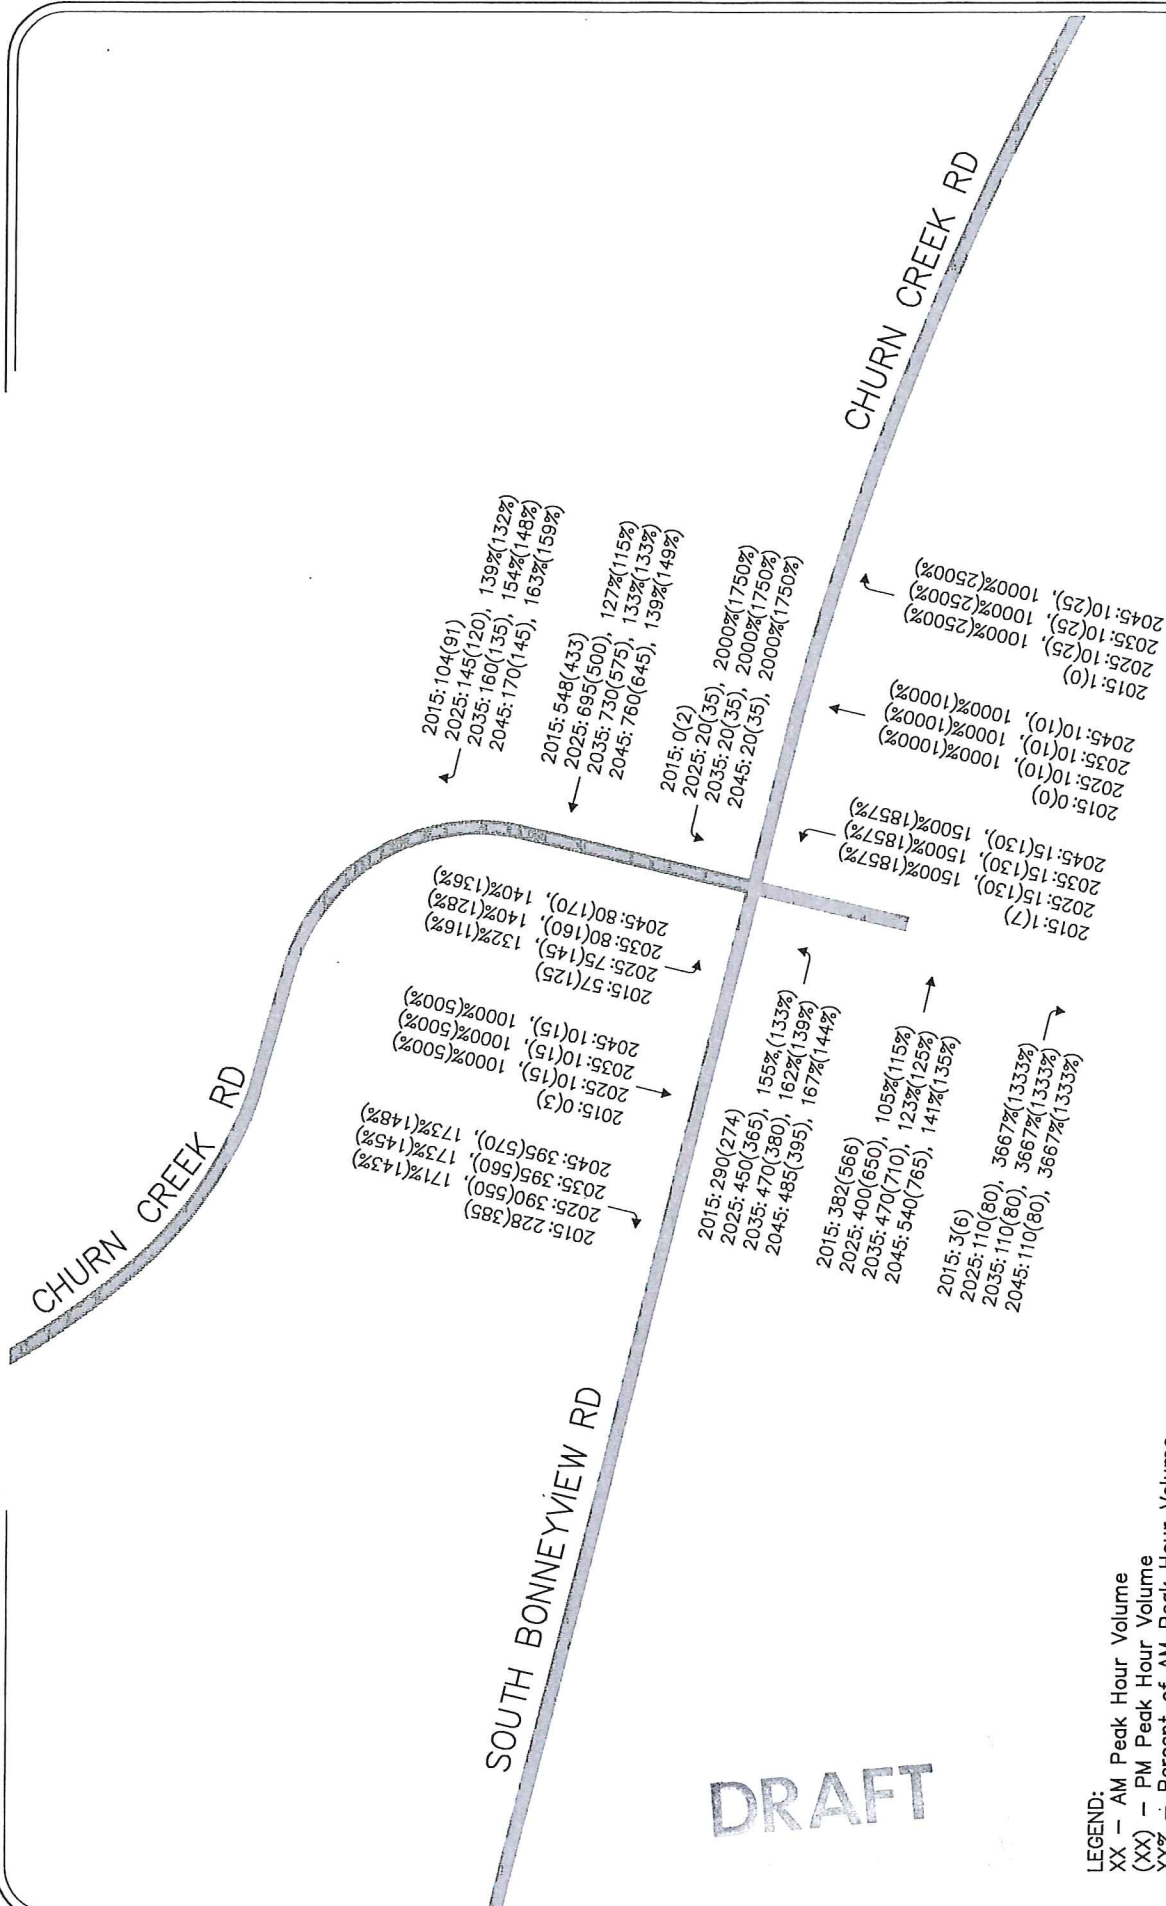 CHURN CREEK RD
2015: 104(91)
2025: 145(120), 139%(132%)
2035: 160(135), 154%(148%)
2045: 170(145), 163%(159%)
2015: 548(433)
2025: 695(500), 127%(115%)
2035: 730(575), 133%(133%)
2045: 760(645), 139%(149%)
2015: 0(2)
2025: 20(35), 2000%(1750%)
2035: 20(35), 2000%(1750%)
2045: 20(35), 2000%(1750%)
CHURN CREEK RD
2015: 228(385)
2025: 390(550), 171%(143%)
2035: 395(560), 173%(145%)
2045: 395(570), 173%(148%)
2015: 0(3)
2025: 10(15), 1000%(500%)
2035: 10(15), 1000%(500%)
2045: 10(15), 1000%(500%)
2015: 57(125)
2025: 75(145), 132%(116%)
2035: 80(160), 140%(128%)
2045: 80(170), 140%(136%)
2015: 1(7)
2025: 15(130), 1500%(1857%)
2035: 15(130), 1500%(1857%)
2045: 15(130), 1500%(1857%)
2015: 0(0)
2025: 10(10), 1000%(1000%)
2035: 10(10), 1000%(1000%)
2045: 10(10), 1000%(1000%)
2015: 1(0)
2025: 10(25), 1000%(2500%)
2035: 10(25), 1000%(2500%)
2045: 10(25), 1000%(2500%)
2015: 290(274)
2025: 450(365), 155%,(133%)
2035: 470(380), 162%(139%)
2045: 485(395), 167%(144%)
2015: 382(566)
2025: 400(650), 105%(115%)
2035: 470(710), 123%(125%)
2045: 540(765), 141%(135%)
2015: 3(6)
2025: 110(80), 3667%(1333%)
2035: 110(80), 3667%(1333%)
2045: 110(80), 3667%(1333%)
SOUTH BONNEYVIEW RD
DRAFT
LEGEND:
XX – AM Peak Hour Volume
(XX) – PM Peak Hour Volume
XX% – Percent of AM Peak Hour Volume